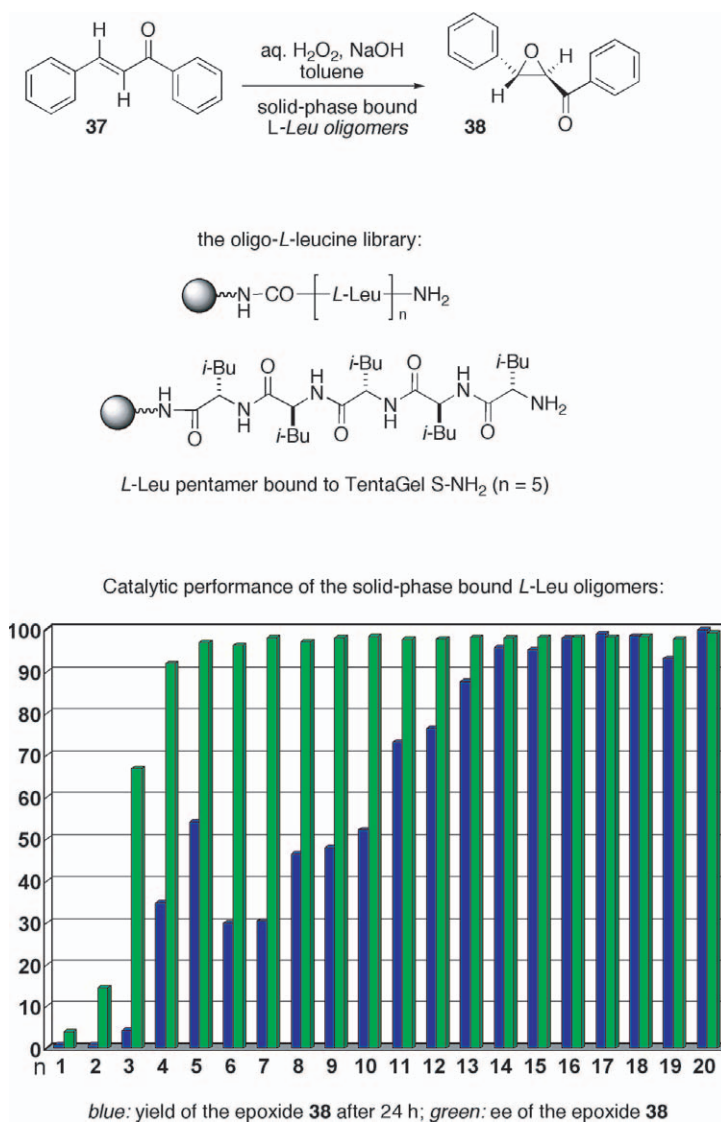 O
H
H
37
aq. H₂O₂, NaOH
toluene
solid-phase bound
L-Leu oligomers
O
H
H
O
38
the oligo-L-leucine library:
N
H
CO
L-Leu
n
NH₂
i-Bu
i-Bu
i-Bu
H
N
O
N
H
O
i-Bu
H
N
O
N
H
O
i-Bu
H
N
O
NH₂
L-Leu pentamer bound to TentaGel S-NH₂ (n = 5)
Catalytic performance of the solid-phase bound L-Leu oligomers:
100
90
80
70
60
50
40
30
20
10
0
n 1 2 3 4 5 6 7 8 9 10 11 12 13 14 15 16 17 18 19 20
blue: yield of the epoxide 38 after 24 h; green: ee of the epoxide 38